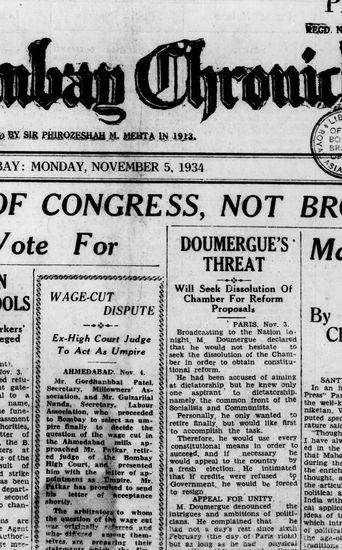 REGD. N
Bombay Chronic
BY SIR PHIROZESHAH M. MEHTA IN 1913.
BAY: MONDAY, NOVEMBER 5, 1934
OF CONGRESS, NOT BRO
Vote For
N
OOLS
rkers'
eged
WAGE-CUT
DISPUTE
Ex-High Court Judge
To Act As Umpire
AHMEDABAD, Nov. 4.
Mr. Gordhanbhai Patel,
Secretary, Millowners' Asso-
ciation, and Mr. Gulzarilal
Nanda, Secretary, Labour
Association, who proceeded
to Bombay to select an um-
pire finally to decide the
question of the wage cut in
the Ahmedabad mills ap-
proached Mr. Patkar, retir-
ed judge of the Bombay
High Court, and presented
him with the letter of ap-
pointment as Umpire. Mr.
Patkar has promised to send
his letter of acceptance
shortly.
The arbitrators to whom
the question of the wage cut
was originally referred and
who differed among them-
selves, are preparing their
DOUMERGUE'S
THREAT
Will Seek Dissolution Of
Chamber For Reform
Proposals
PARIS, Nov. 3.
Broadcasting to the Nation to-
night, M. Doumergue declared
that he would not hesitate to
seek the dissolution of the Cham-
ber in order to obtain constitu-
tional reform.
He had been accused of aiming
at dictatorship, but he knew only
one aspirant to dictatorship,
namely the common front of the
Socialists and Communists.
Personally, he only wanted to
retire finally but would like first
to accomplish the task.
Therefore, he would use every
constitutional means in order to
succeed, and if necessary he
would appeal to the country by
a fresh election. He intimated
that if credits were refused by
Government, he would be forced
to resign
APPEAL FOR UNITY.
M. Doumergue denounced the
intrigues and ambitions of politi-
cians. He complained that he
had not a day's rest since sixth
February (the day of Paris riots)
but as long as he had physical
Ma
By
C